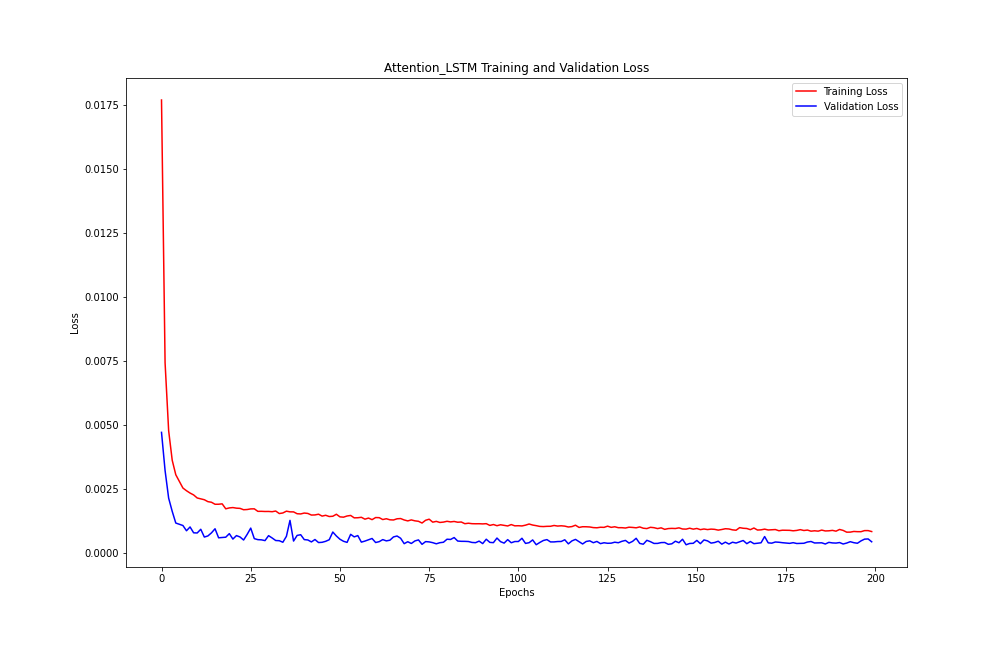 Attention_LSTM Training and Validation Loss
Training Loss
Validation Loss
0.0175
0.0150
0.0125
0.0100
0.0075
0.0050
0.0025
0.0000
Loss
0 25 50 75 100 125 150 175 200
Epochs